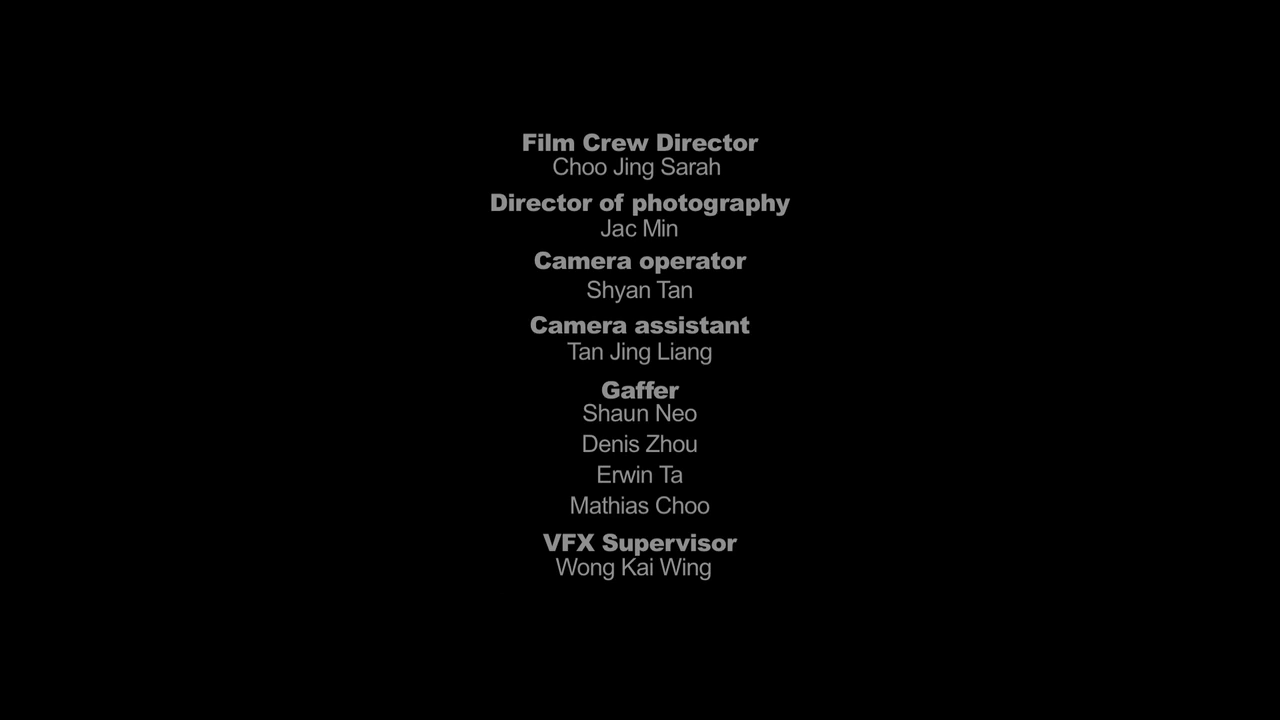 Film Crew Director
Choo Jing Sarah
Director of photography
Jac Min
Camera operator
Shyan Tan
Camera assistant
Tan Jing Liang
Gaffer
Shaun Neo
Denis Zhou
Erwin Ta
Mathias Choo
VFX Supervisor
Wong Kai Wing